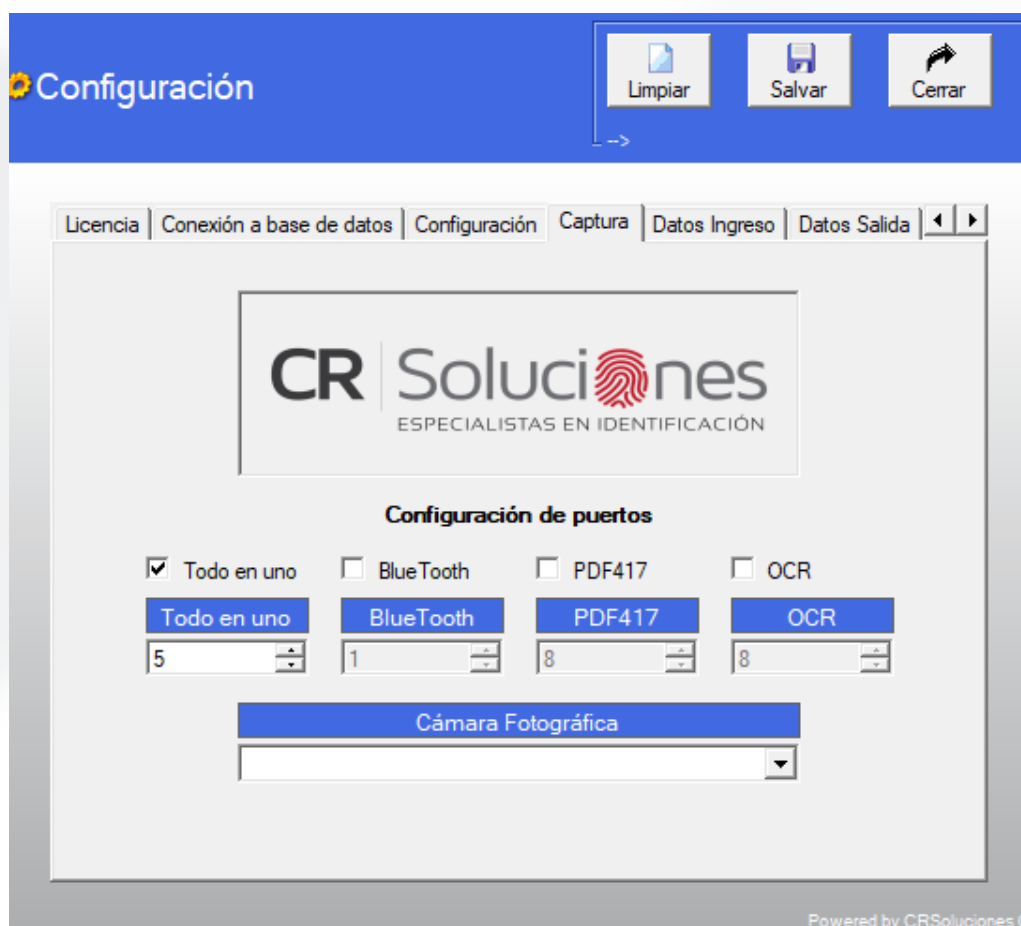 Configuración
Limpiar Salvar Cerrar
-->
Licencia Conexión a base de datos Configuración Captura Datos Ingreso Datos Salida
CR Soluciones
ESPECIALISTAS EN IDENTIFICACIÓN
Configuración de puertos
Todo en uno BlueTooth PDF417 OCR
Todo en uno BlueTooth PDF417 OCR
5 1 8 8
Cámara Fotográfica
Powered by CRSoluciones